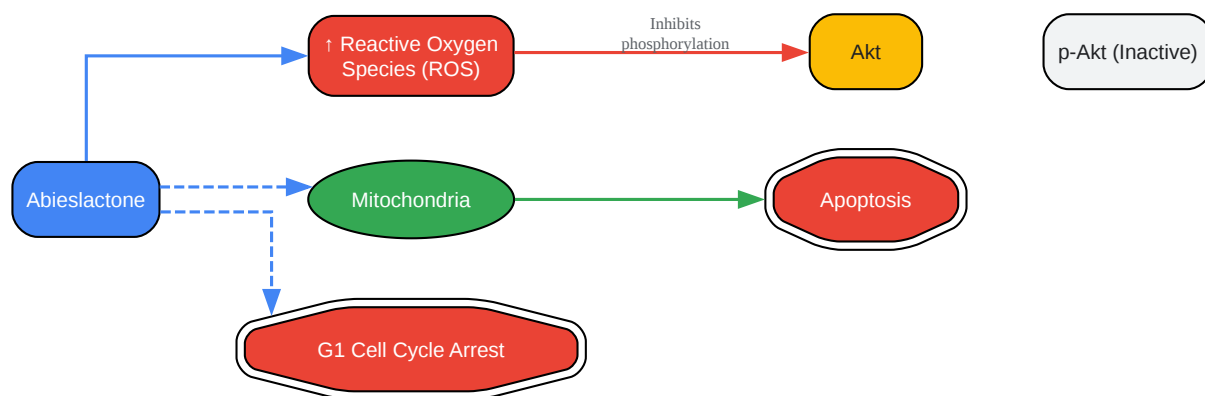 ↑ Reactive Oxygen
Species (ROS)
Inhibits
phosphorylation
Akt
p-Akt (Inactive)
Abieslactone
Mitochondria
Apoptosis
G1 Cell Cycle Arrest